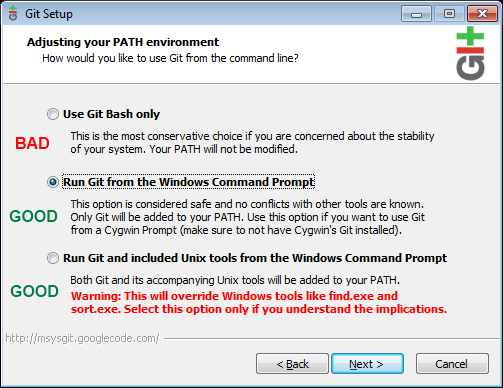 Git Setup
Adjusting your PATH environment
How would you like to use Git from the command line?
Git
Use Git Bash only
BAD
This is the most conservative choice if you are concerned about the stability
of your system. Your PATH will not be modified.
Run Git from the Windows Command Prompt
GOOD
This option is considered safe and no conflicts with other tools are known.
Only Git will be added to your PATH. Use this option if you want to use Git
from a Cygwin Prompt (make sure to not have Cygwin's Git installed).
Run Git and included Unix tools from the Windows Command Prompt
GOOD
Both Git and its accompanying Unix tools will be added to your PATH.
Warning: This will override Windows tools like find.exe and
sort.exe. Select this option only if you understand the implications.
http://msysgit.googlecode.com/
< Back
Next >
Cancel